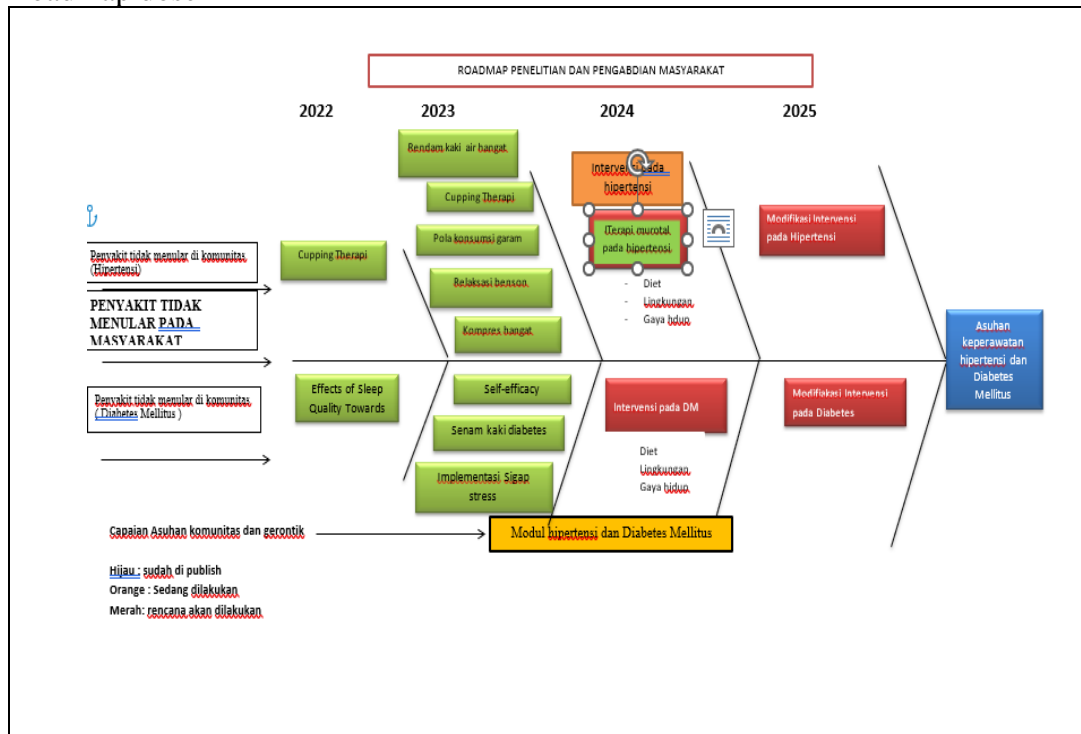 ROADMAP PENELITIAN DAN PENGABDIAN MASYARAKAT
2022
2023
2024
2025
Rendam kaki air hangat
Cupping Therapi
Pola konsumsi garam
Relaksasi benson
Kompres hangat
Cupping Therapi
Intervensi pada
hipertensi
Terapi murotal
pada hipertensi
- Diet
- Lingkungan
- Gaya hdup
Modifikasi Intervensi
pada Hipertensi
Penyakit tidak menular di komunitas
(Hipertensi)
PENYAKIT TIDAK
MENULAR PADA
MASYARAKAT
Penyakit tidak menular di komunitas
( Diabetes Mellitus )
Effects of Sleep
Quality Towards
Self-efficacy
Senam kaki diabetes
Implementasi Sigap
stress
Intervensi pada DM
Diet
Lingkungan
Gaya hidup
Modifiakasi Intervensi
pada Diabetes
Asuhan
keperawatan
hipertensi dan
Diabetes
Mellitus
Capaian Asuhan komunitas dan gerontik
Modul hipertensi dan Diabetes Mellitus
Hijau : sudah di publish
Orange : Sedang dilakukan
Merah: rencana akan dilakukan